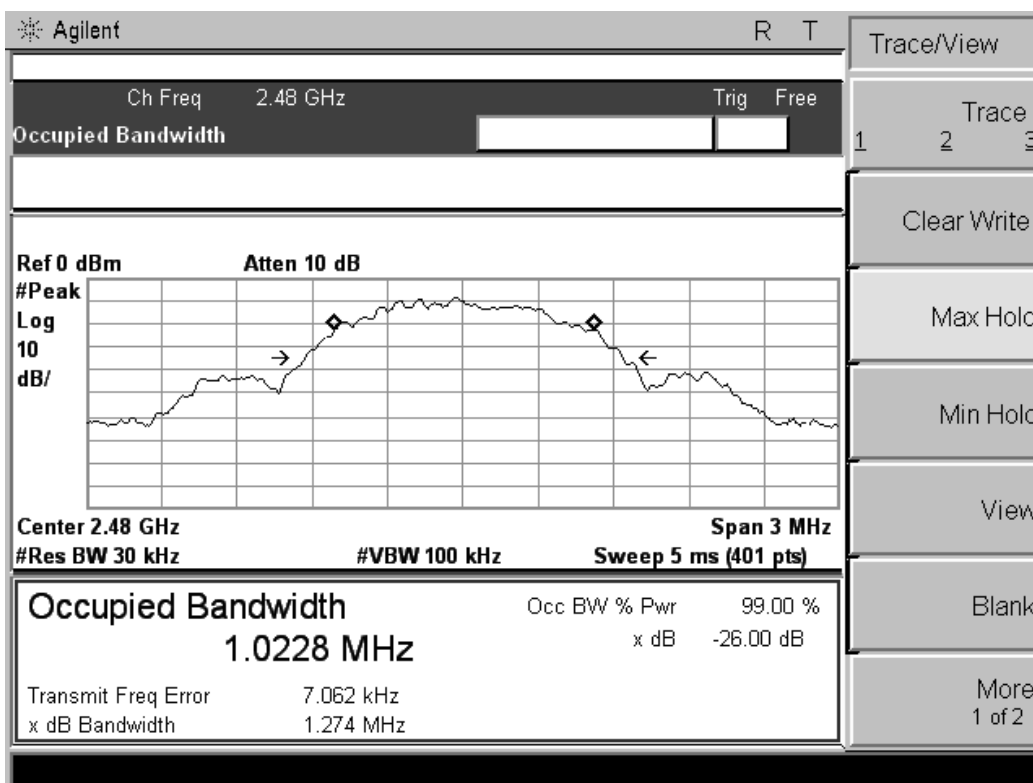 Agilent R T
Ch Freq 2.48 GHz Trig Free
Occupied Bandwidth
Ref 0 dBm Atten 10 dB
#Peak
Log
10
dB/
Center 2.48 GHz Span 3 MHz
#Res BW 30 kHz #VBW 100 kHz Sweep 5 ms (401 pts)
Occupied Bandwidth
1.0228 MHz
Occ BW % Pwr 99.00 %
x dB -26.00 dB
Transmit Freq Error 7.062 kHz
x dB Bandwidth 1.274 MHz
Trace/View
Trace
1 2 3
Clear Write
Max Hold
Min Hold
View
Blank
More
1 of 2